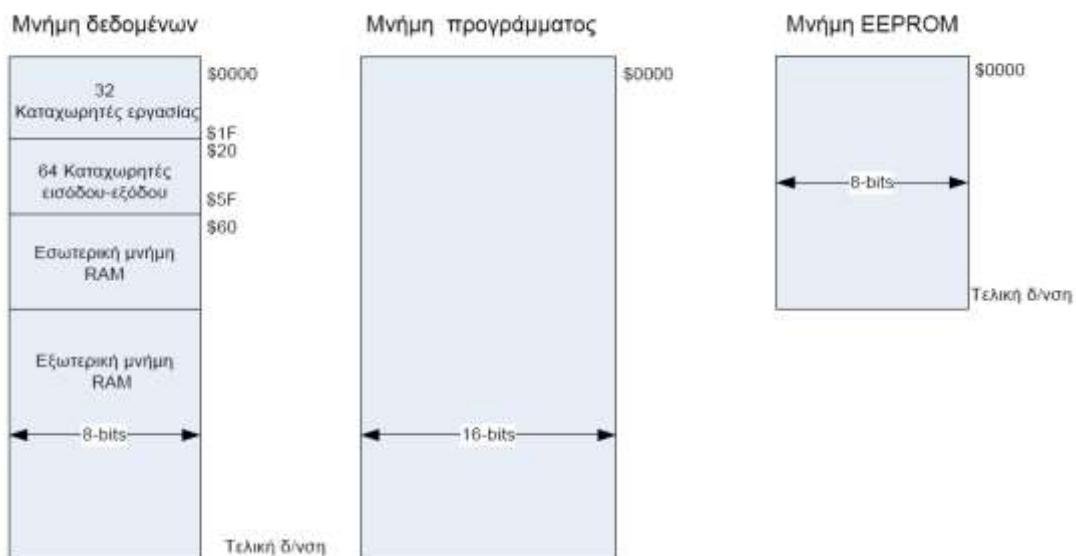 Μνήμη δεδομένων
32
Καταχωρητές εργασίας
64 Καταχωρητές
εισόδου-εξόδου
Εσωτερική μνήμη
RAM
Εξωτερική μνήμη
RAM
8-bits
$0000
$1F
$20
$5F
$60
Τελική δ/νση
Μνήμη προγράμματος
$0000
16-bits
Μνήμη EEPROM
$0000
8-bits
Τελική δ/νση